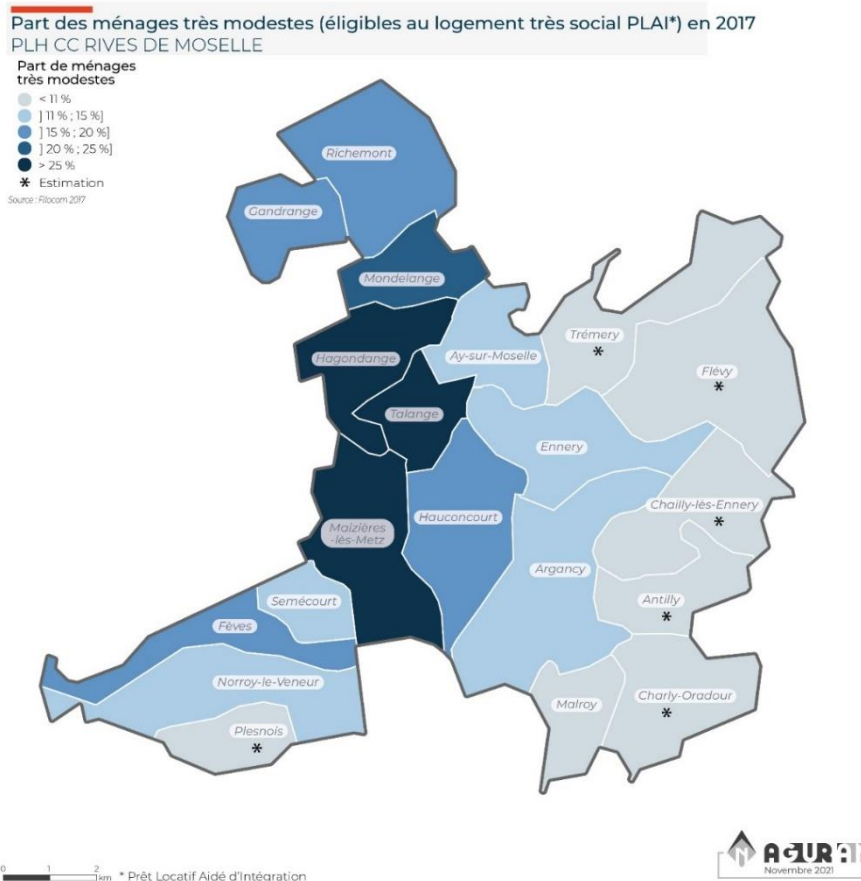 Part des ménages très modestes (éligibles au logement très social PLAI*) en 2017
PLH CC RIVES DE MOSELLE
Part de ménages
très modestes
< 11 %
] 11 % ; 15 %]
] 15 % ; 20 %]
] 20 % ; 25 %]
> 25 %
* Estimation
Source : Filocom 2017
Richemont
Gandrange
Mondelange
Hagondange
Ay-sur-Moselle
Trémery
*
Flévy
*
Talange
Ennery
Chailly-lès-Ennery
*
Hauconcourt
Maizières
-lès-Metz
Argancy
Semécourt
Antilly
*
Fèves
Norroy-le-Veneur
Malroy
Charly-Oradour
*
Plesnois
*
0 1 2
km
* Prêt Locatif Aidé d'Intégration
N
Novembre 2021